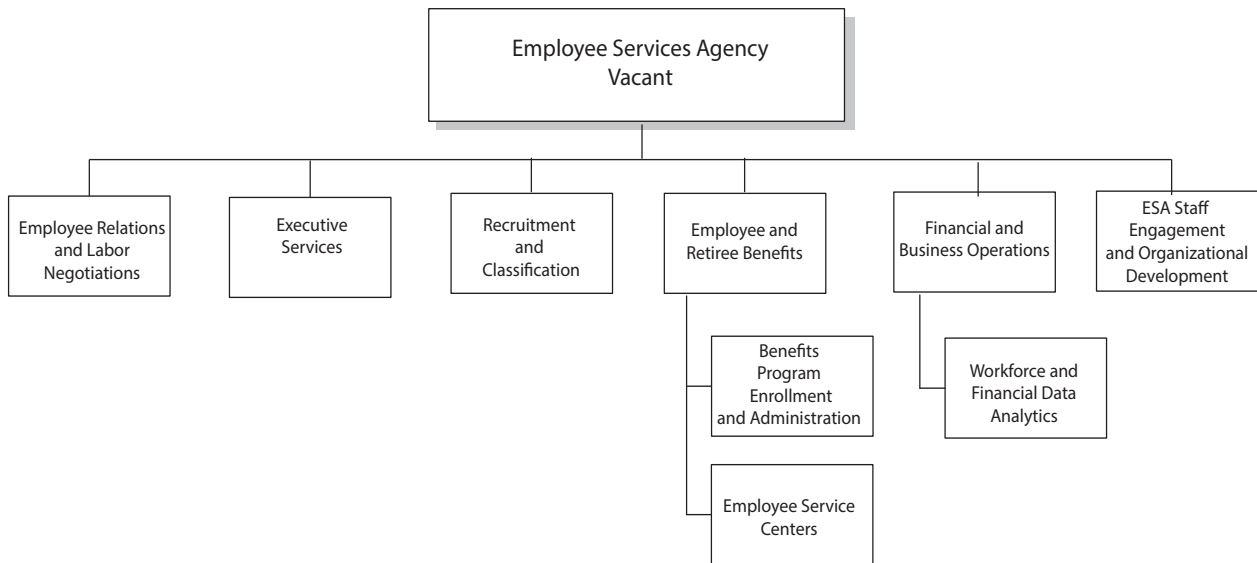 Employee Services Agency
Vacant
Employee Relations
and Labor
Negotiations
Executive
Services
Recruitment
and
Classification
Employee and
Retiree Benefits
Financial and
Business Operations
ESA Staff
Engagement
and Organizational
Development
Benefits
Program
Enrollment
and Administration
Workforce and
Financial Data
Analytics
Employee Service
Centers